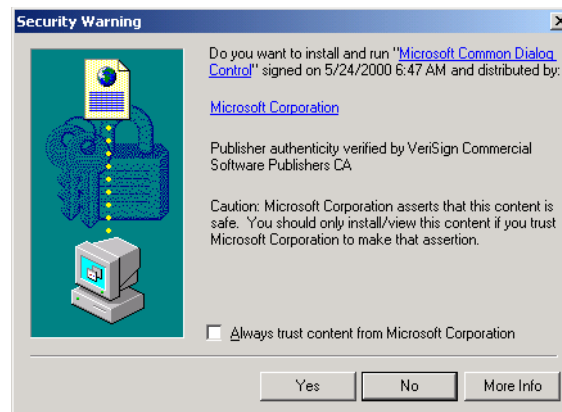 Security Warning
Do you want to install and run "Microsoft Common Dialog
Control" signed on 5/24/2000 6:47 AM and distributed by:
Microsoft Corporation
Publisher authenticity verified by VeriSign Commercial
Software Publishers CA
Caution: Microsoft Corporation asserts that this content is
safe. You should only install/view this content if you trust
Microsoft Corporation to make that assertion.
Always trust content from Microsoft Corporation
Yes No More Info